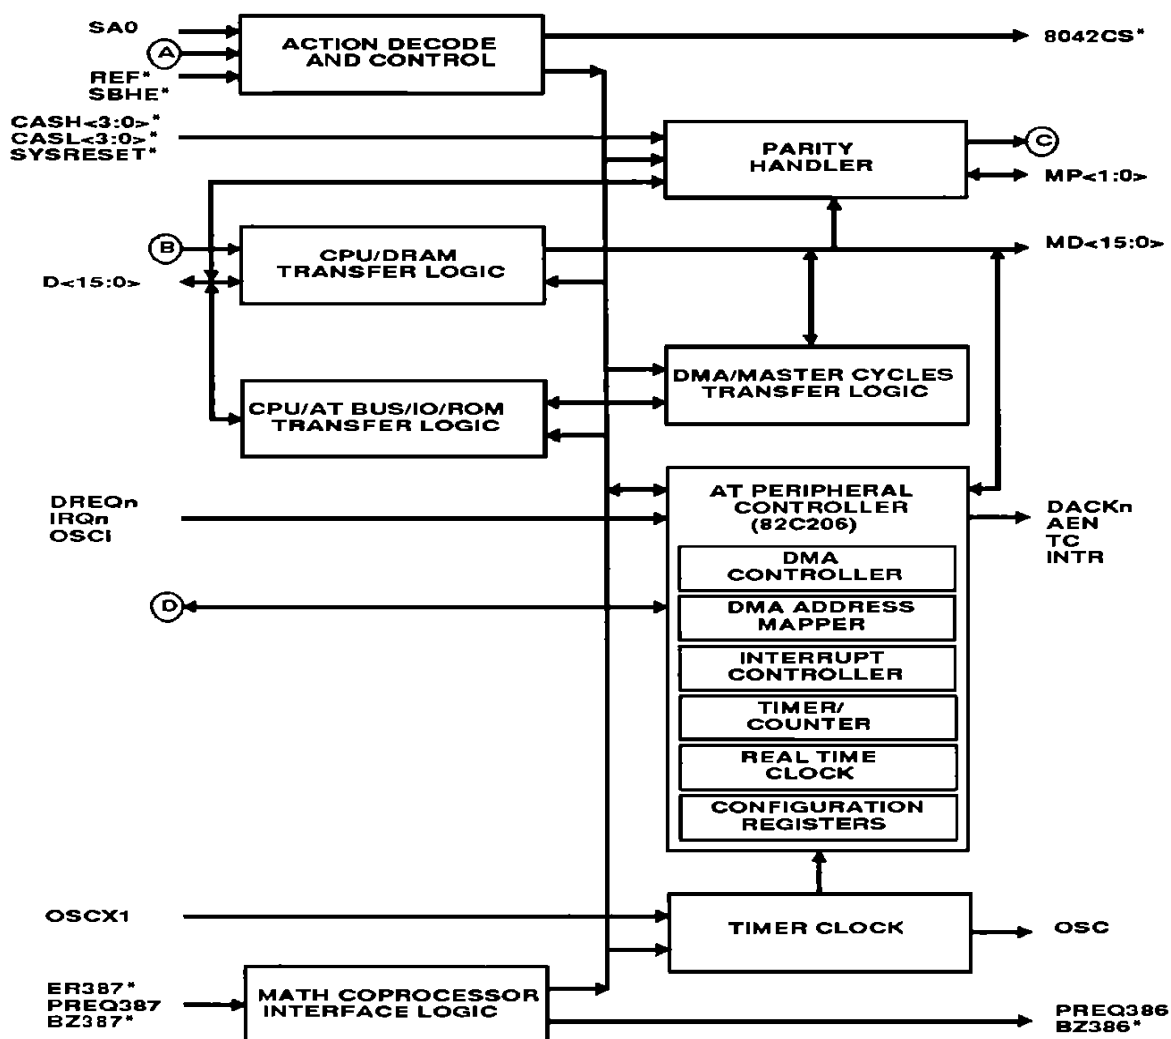 SA0
A
REF*
SBHE*
ACTION DECODE
AND CONTROL
8042CS*
CASH<3:0>*
CASL<3:0>*
SYSRESET*
PARITY
HANDLER
C
MP<1:0>
B
CPU/DRAM
TRANSFER LOGIC
MD<15:0>
D<15:0>
DMA/MASTER CYCLES
TRANSFER LOGIC
CPU/AT BUS/IO/ROM
TRANSFER LOGIC
DREQn
IRQn
OSCI
AT PERIPHERAL
CONTROLLER
(82C206)
DACKn
AEN
TC
INTR
DMA
CONTROLLER
D
DMA ADDRESS
MAPPER
INTERRUPT
CONTROLLER
TIMER/
COUNTER
REAL TIME
CLOCK
CONFIGURATION
REGISTERS
OSCX1
TIMER CLOCK
OSC
ER387*
PREQ387
BZ387*
MATH COPROCESSOR
INTERFACE LOGIC
PREQ386
BZ386*